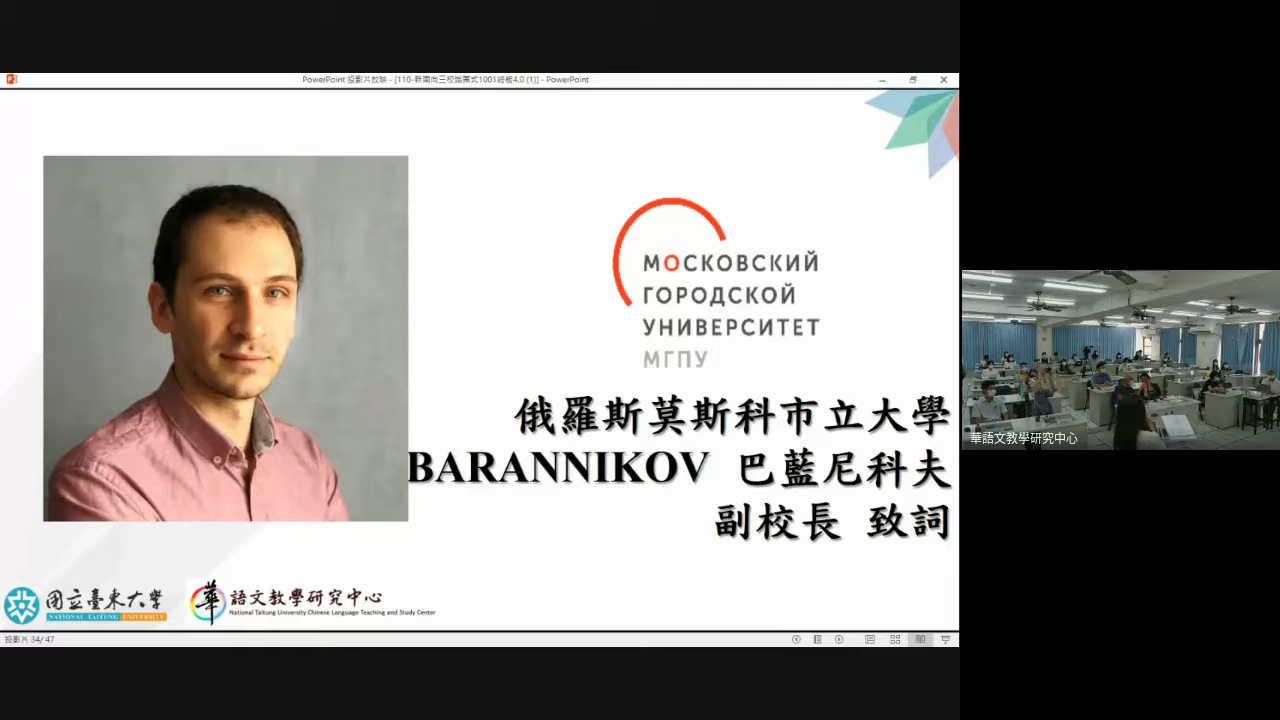 PowerPoint 投影片放映 - [110-新南向三校始業式1001終板4.0 (1)] - PowerPoint
МОСКОВСКИЙ
ГОРОДСКОЙ
УНИВЕРСИТЕТ
МГПУ
俄羅斯莫斯科市立大學
BARANNIKOV 巴藍尼科夫
副校長 致詞
華語文教學研究中心
國立臺東大學
NATIONAL TAITUNG UNIVERSITY
華語文教學研究中心
National Taitung University Chinese Language Teaching and Study Center
投影片 34/ 47